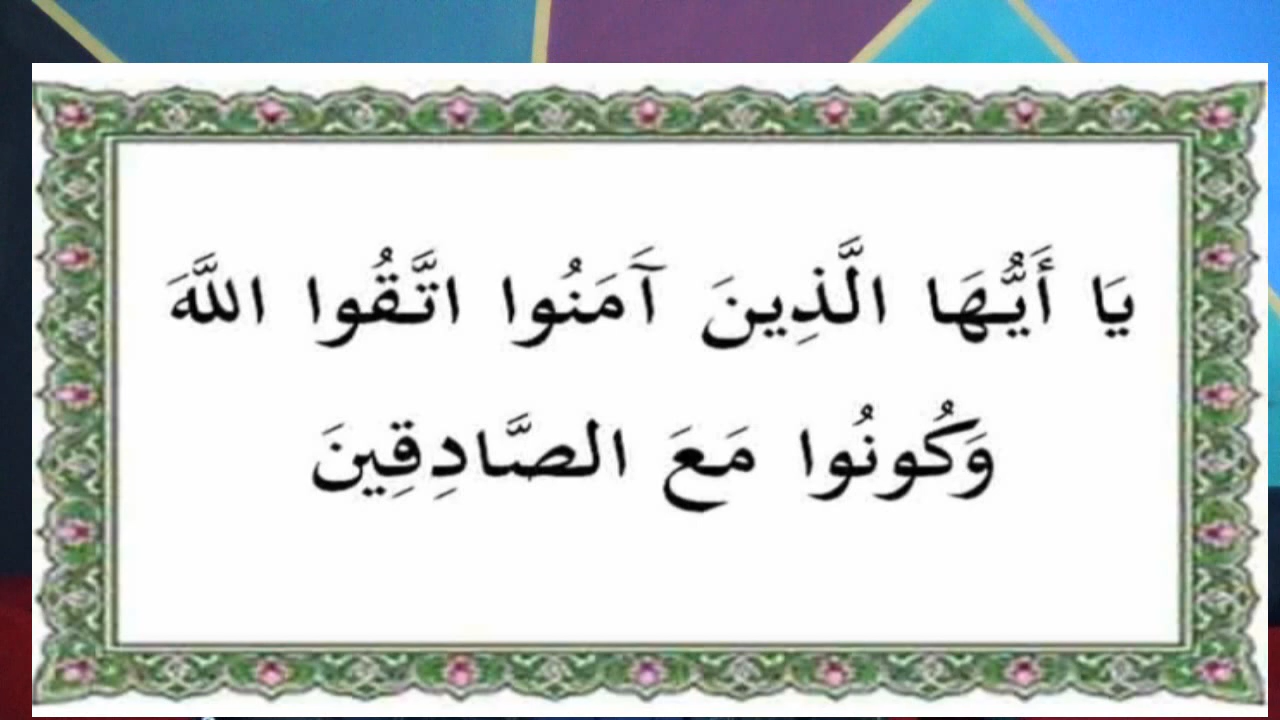 يَا أَيُّهَا الَّذِينَ آمَنُوا اتَّقُوا اللَّهَ
وَكُونُوا مَعَ الصَّادِقِينَ